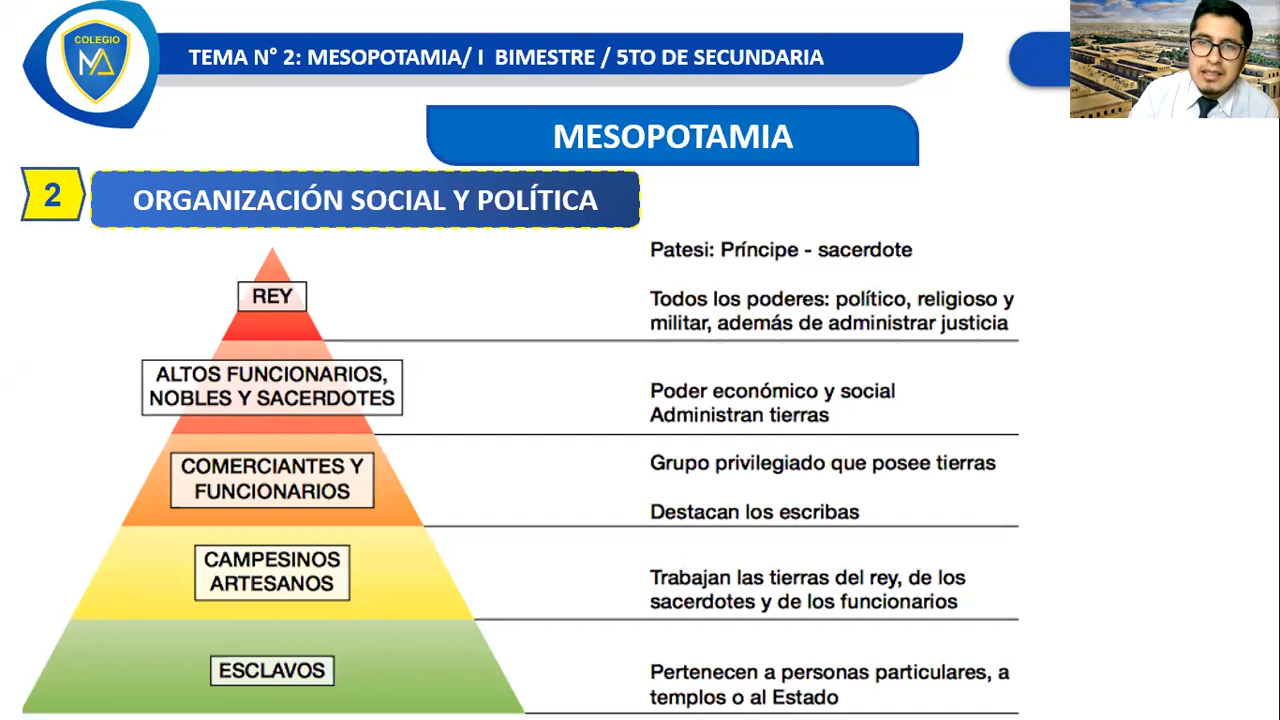 COLEGIO
MA
TEMA N° 2: MESOPOTAMIA/ I BIMESTRE / 5TO DE SECUNDARIA
MESOPOTAMIA
2
ORGANIZACIÓN SOCIAL Y POLÍTICA
REY
Patesi: Príncipe - sacerdote
Todos los poderes: político, religioso y
militar, además de administrar justicia
ALTOS FUNCIONARIOS,
NOBLES Y SACERDOTES
Poder económico y social
Administran tierras
COMERCIANTES Y
FUNCIONARIOS
Grupo privilegiado que posee tierras
Destacan los escribas
CAMPESINOS
ARTESANOS
Trabajan las tierras del rey, de los
sacerdotes y de los funcionarios
ESCLAVOS
Pertenecen a personas particulares, a
templos o al Estado